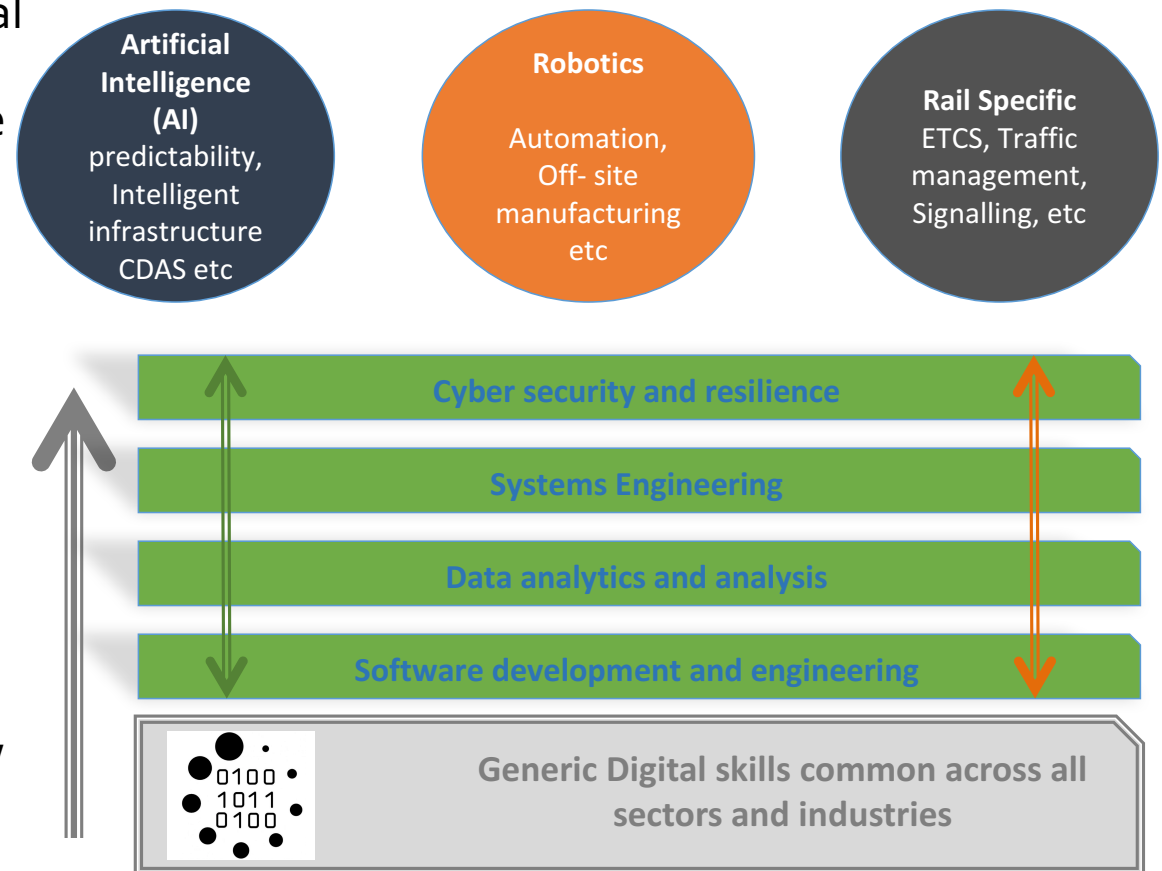 al
e
Artificial
Intelligence
(AI)
predictability,
Intelligent
infrastructure
CDAS etc
Robotics
Automation,
Off- site
manufacturing
etc
Rail Specific
ETCS, Traffic
management,
Signalling, etc
Cyber security and resilience
Systems Engineering
Data analytics and analysis
Software development and engineering
0100
1011
0100
Generic Digital skills common across all
sectors and industries